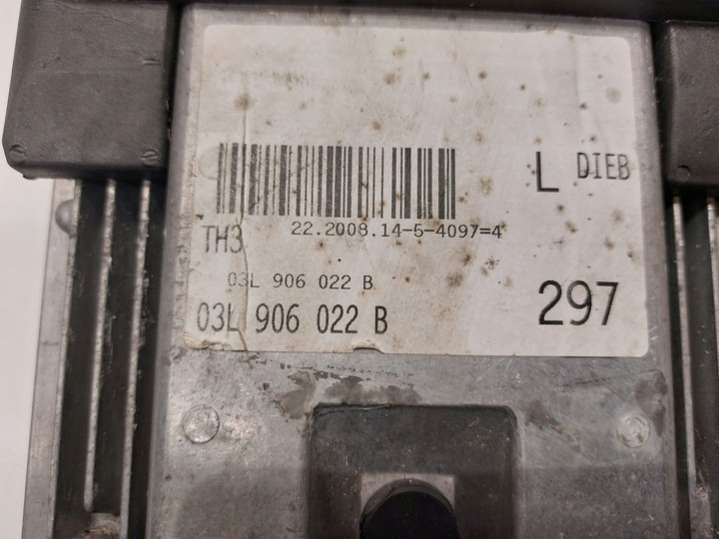 L DIEB
22.2008.14-5-4097=4
TH3
03L 906 022 B
03L 906 022 B
297